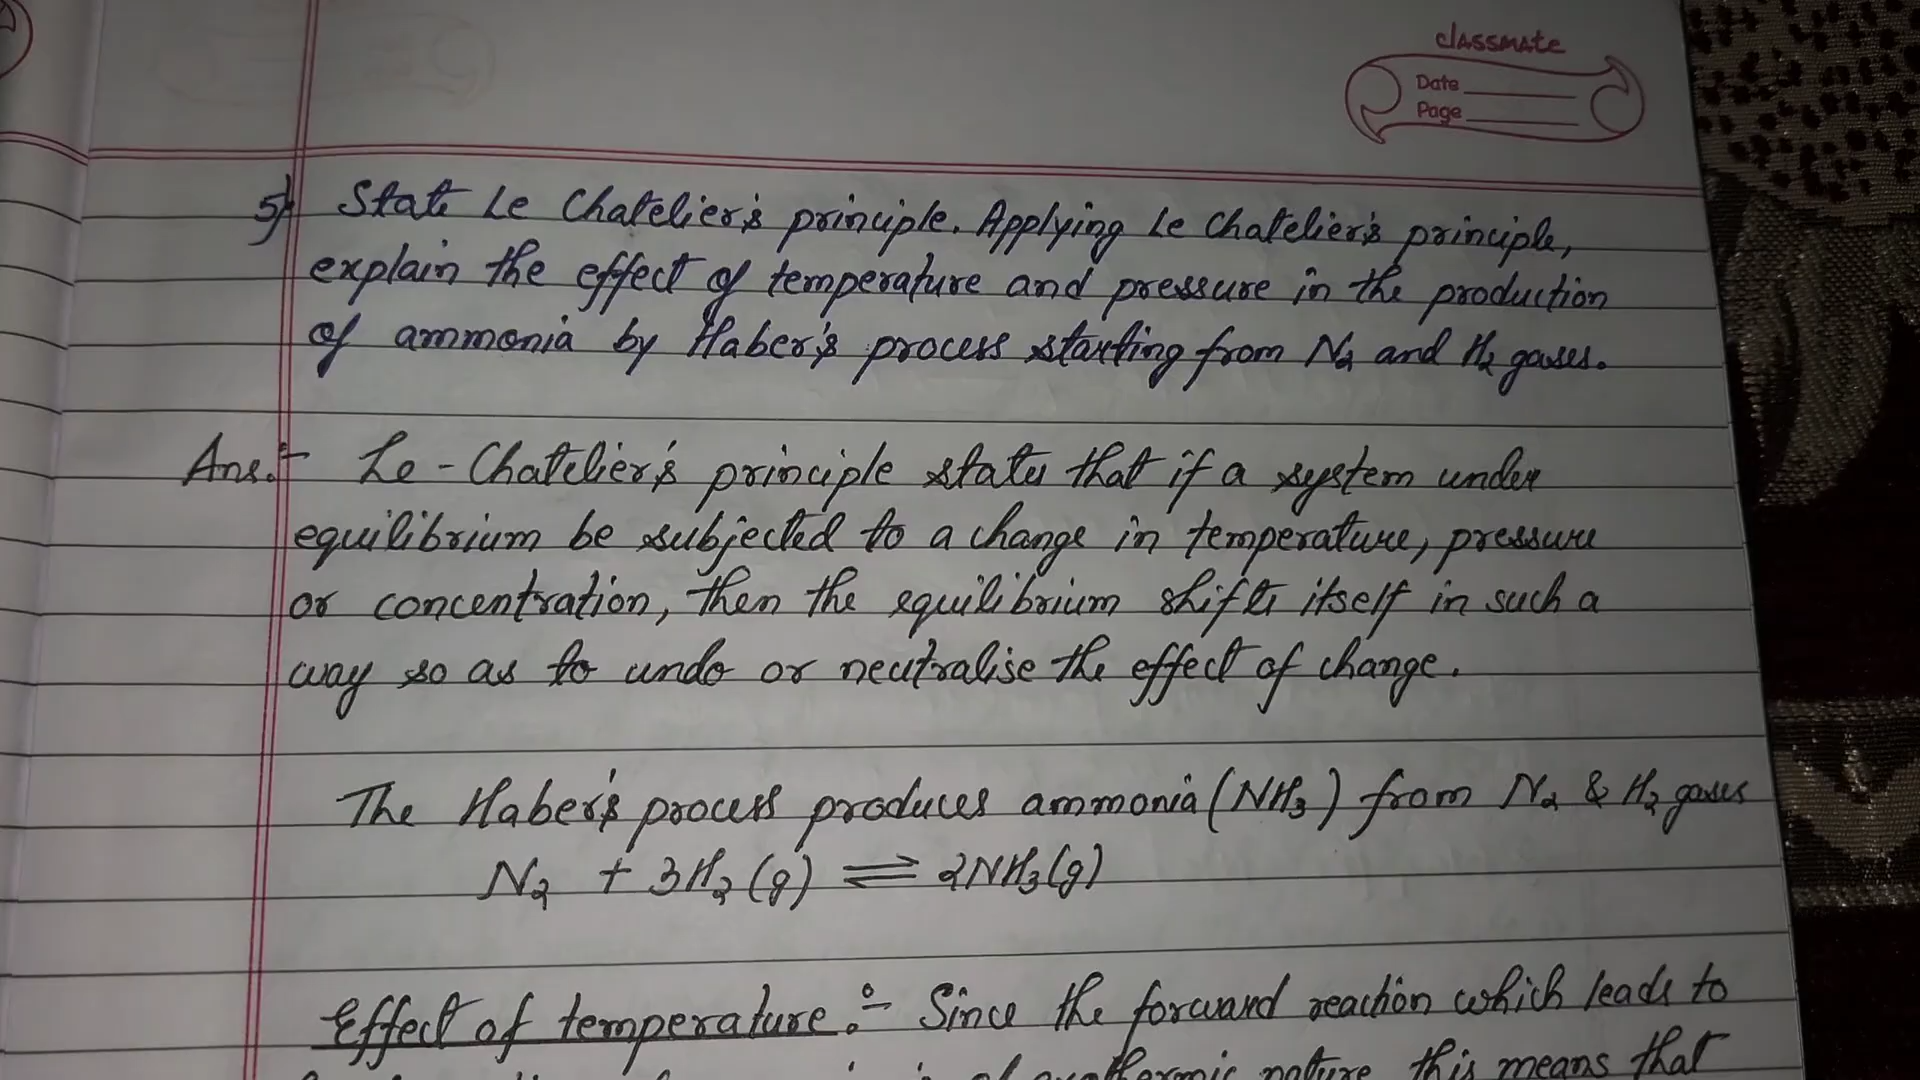 classmate
Date
Page
5) State Le Chatelier's principle. Applying Le Chatelier's principle,
explain the effect of temperature and pressure in the production
of ammonia by Haber's process starting from N₂ and H₂ gases.
Ans.:- Le-Chatelier's principle states that if a system under
equilibrium be subjected to a change in temperature, pressure
or concentration, then the equilibrium shifts itself in such a
way so as to undo or neutralise the effect of change.
The Haber's process produces ammonia (NH₃) from N₂ & H₂ gases
N₂ + 3H₂(g) ⇌ 2NH₃(g)
Effect of temperature :- Since the forward reaction which leads to
exothermic nature, this means that